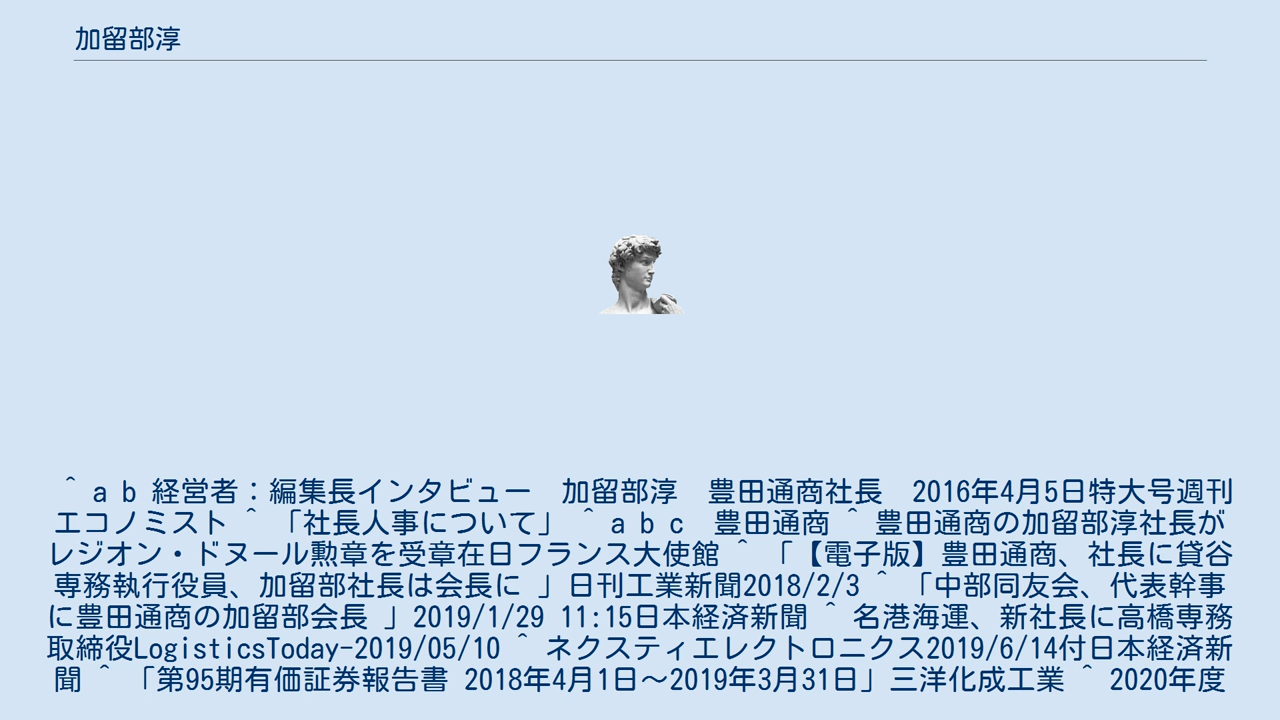 加留部淳
＾ a b 経営者：編集長インタビュー　加留部淳　豊田通商社長　2016年4月5日特大号週刊
エコノミスト ＾ 「社長人事について」 ＾ a b c　豊田通商 ＾ 豊田通商の加留部淳社長が
レジオン・ドヌール勲章を受章在日フランス大使館 ＾ 「【電子版】豊田通商、社長に貸谷
専務執行役員、加留部社長は会長に 」日刊工業新聞2018/2/3 ＾ 「中部同友会、代表幹事
に豊田通商の加留部会長 」2019/1/29 11:15日本経済新聞 ＾ 名港海運、新社長に高橋専務
取締役LogisticsToday-2019/05/10 ＾ ネクスティエレクトロニクス2019/6/14付日本経済新
聞 ＾ 「第95期有価証券報告書 2018年4月1日～2019年3月31日」三洋化成工業 ＾ 2020年度